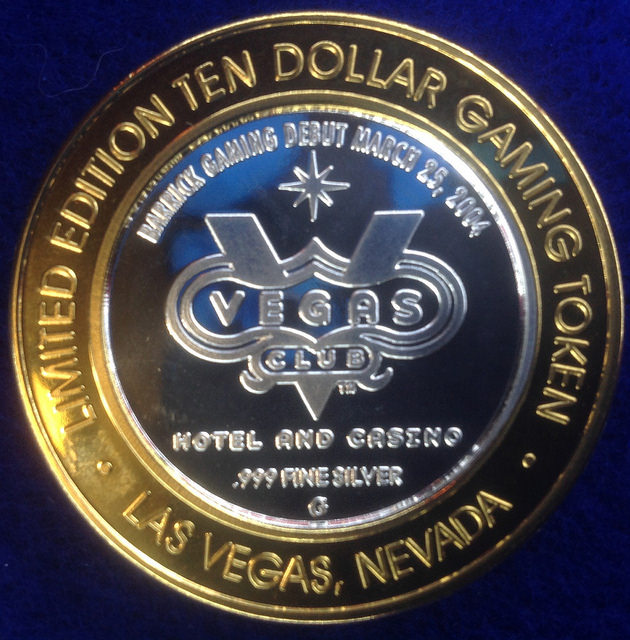 LIMITED EDITION TEN DOLLAR GAMING TOKEN
BARRICK GAMING DEBUT MARCH 25, 2004
VEGAS
CLUB
TM
HOTEL AND CASINO
.999 FINE SILVER
G
• LAS VEGAS, NEVADA •